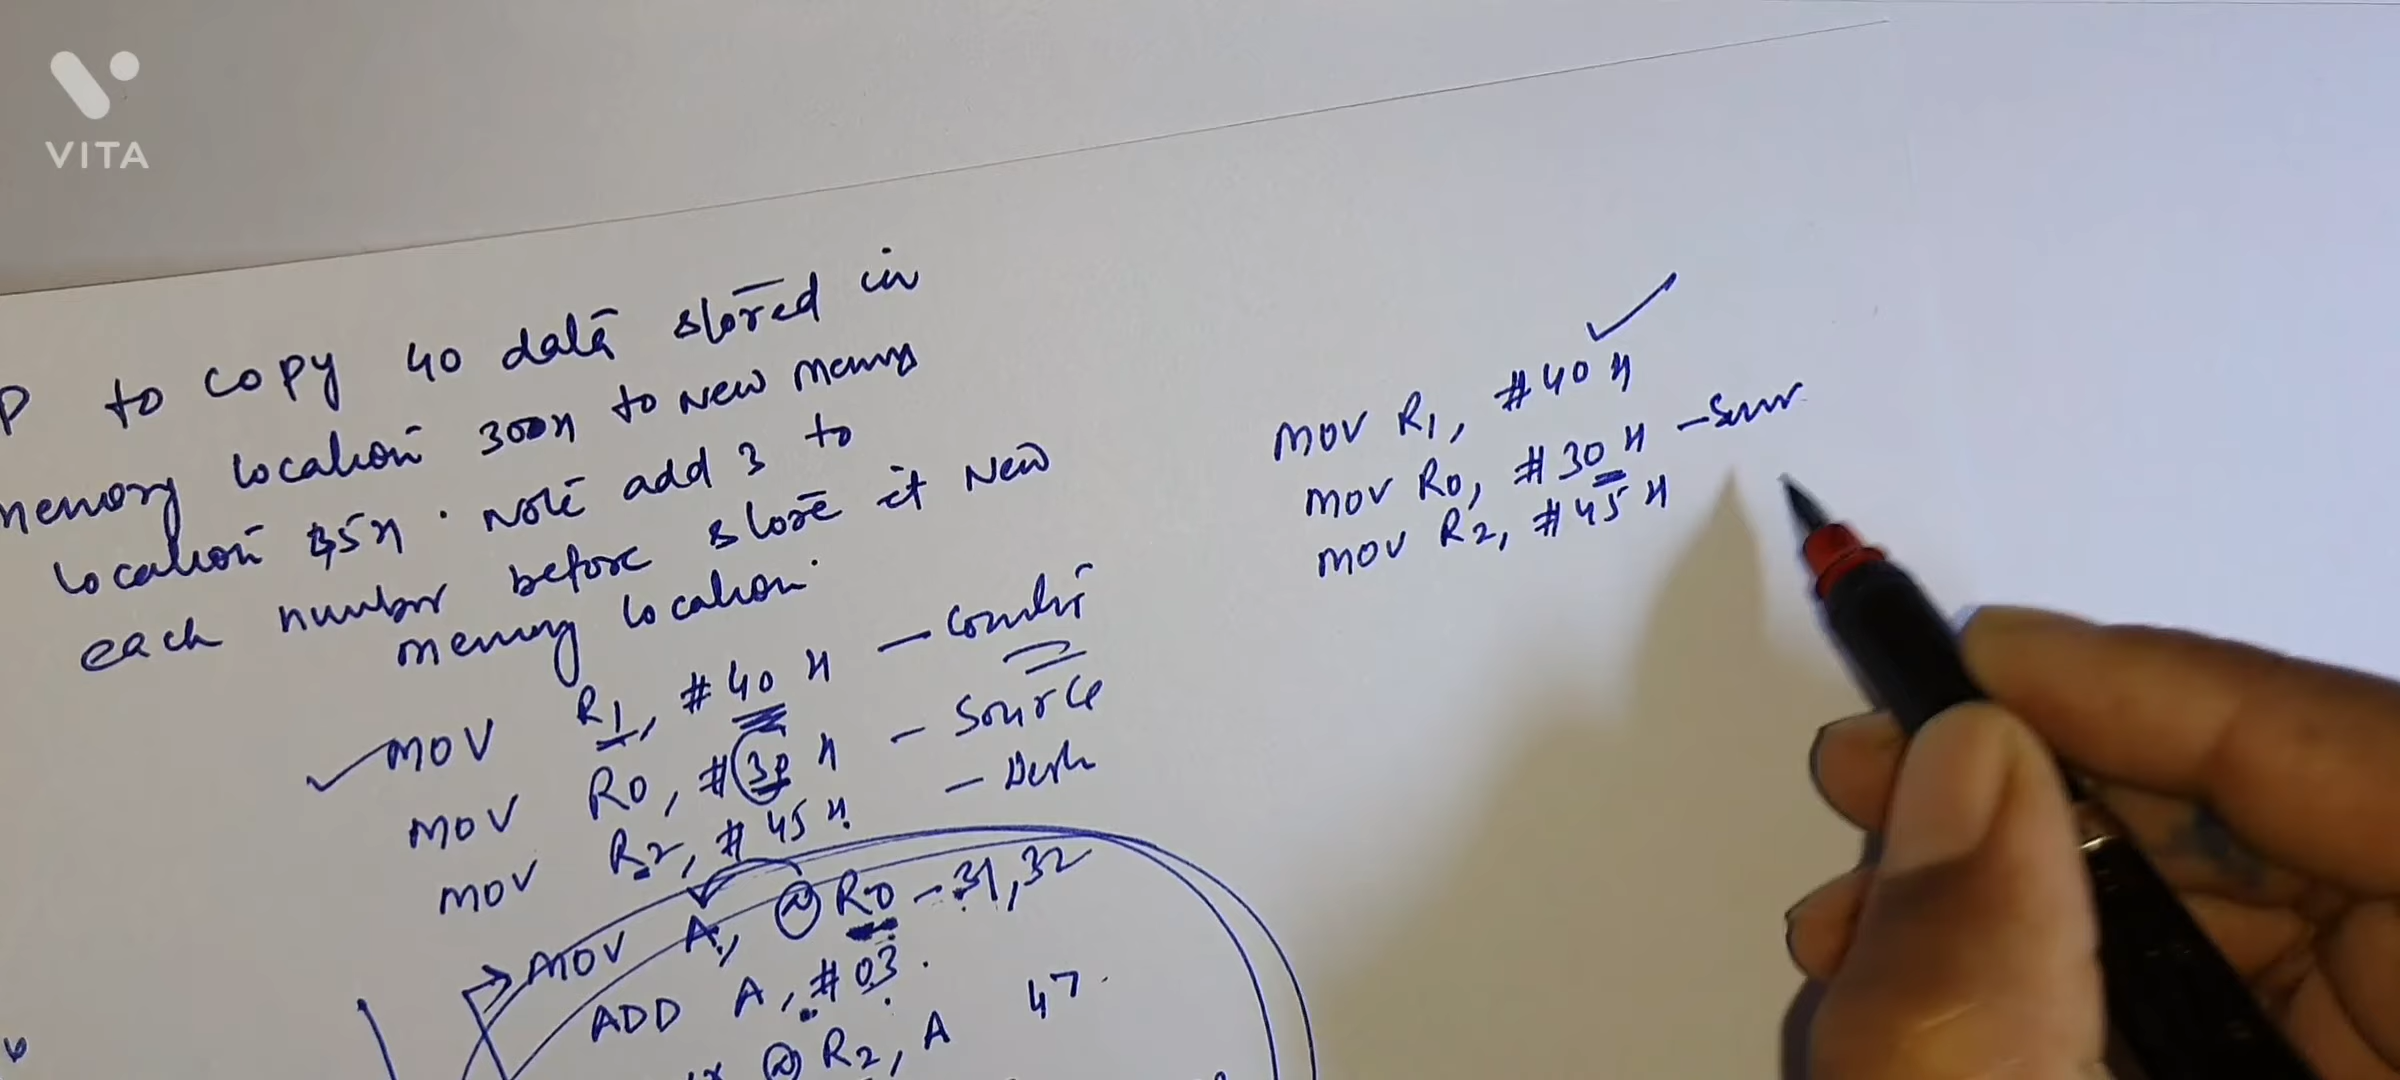 VITA
P to copy 40 data stored in
memory location 300H to New memory
location 45H. Note add 3 to
each number before store it New
memory location.
MOV R1, #40H - Count
MOV R0, #30H - Source
MOV R2, #45H. - Dest
MOV A, @R0 - 31, 32
ADD A, #03.
@R2, A 47
MOV R1, #40H
MOV R0, #30H -
MOV R2, #45H